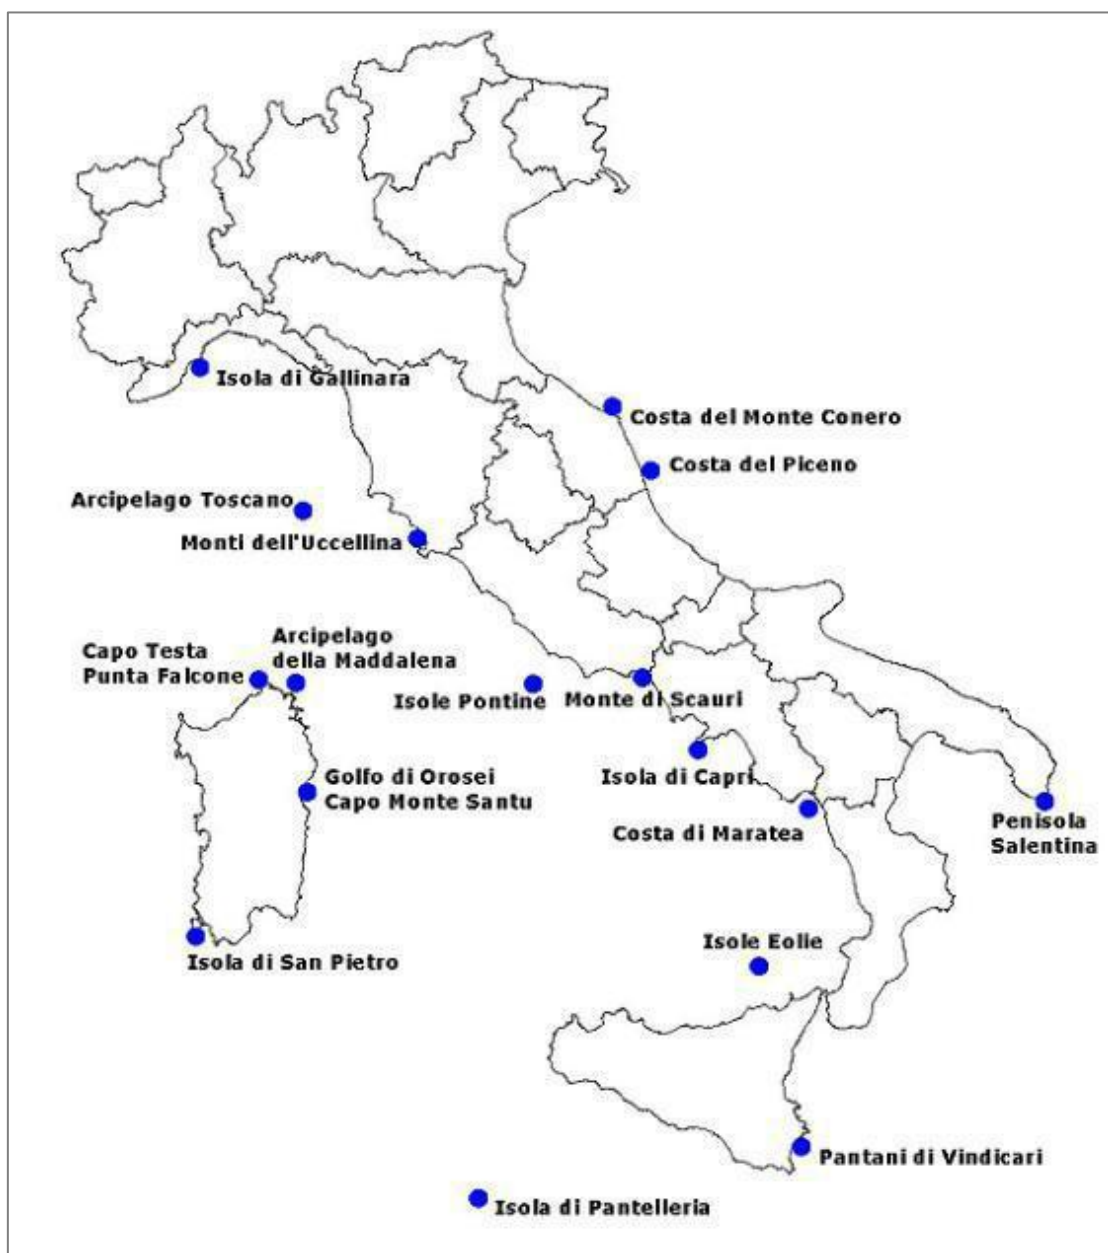 Isola di Gallinara
Costa del Monte Conero
Costa del Piceno
Arcipelago Toscano
Monti dell'Uccellina
Capo Testa
Punta Falcone
Arcipelago
della Maddalena
Isole Pontine
Monte di Scauri
Isola di Capri
Golfo di Orosei
Capo Monte Santu
Costa di Maratea
Penisola
Salentina
Isole Eolie
Isola di San Pietro
Pantani di Vindicari
Isola di Pantelleria